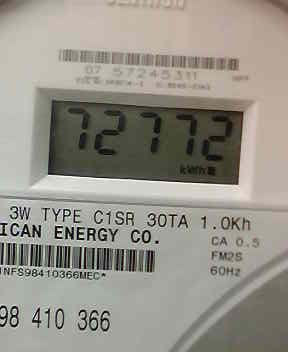 07 57245311
72772
kWh
3W TYPE C1SR 30TA 1.0Kh
ICAN ENERGY CO.
CA 0.5
FM2S
60Hz
NFS98410366MEC*
98 410 366